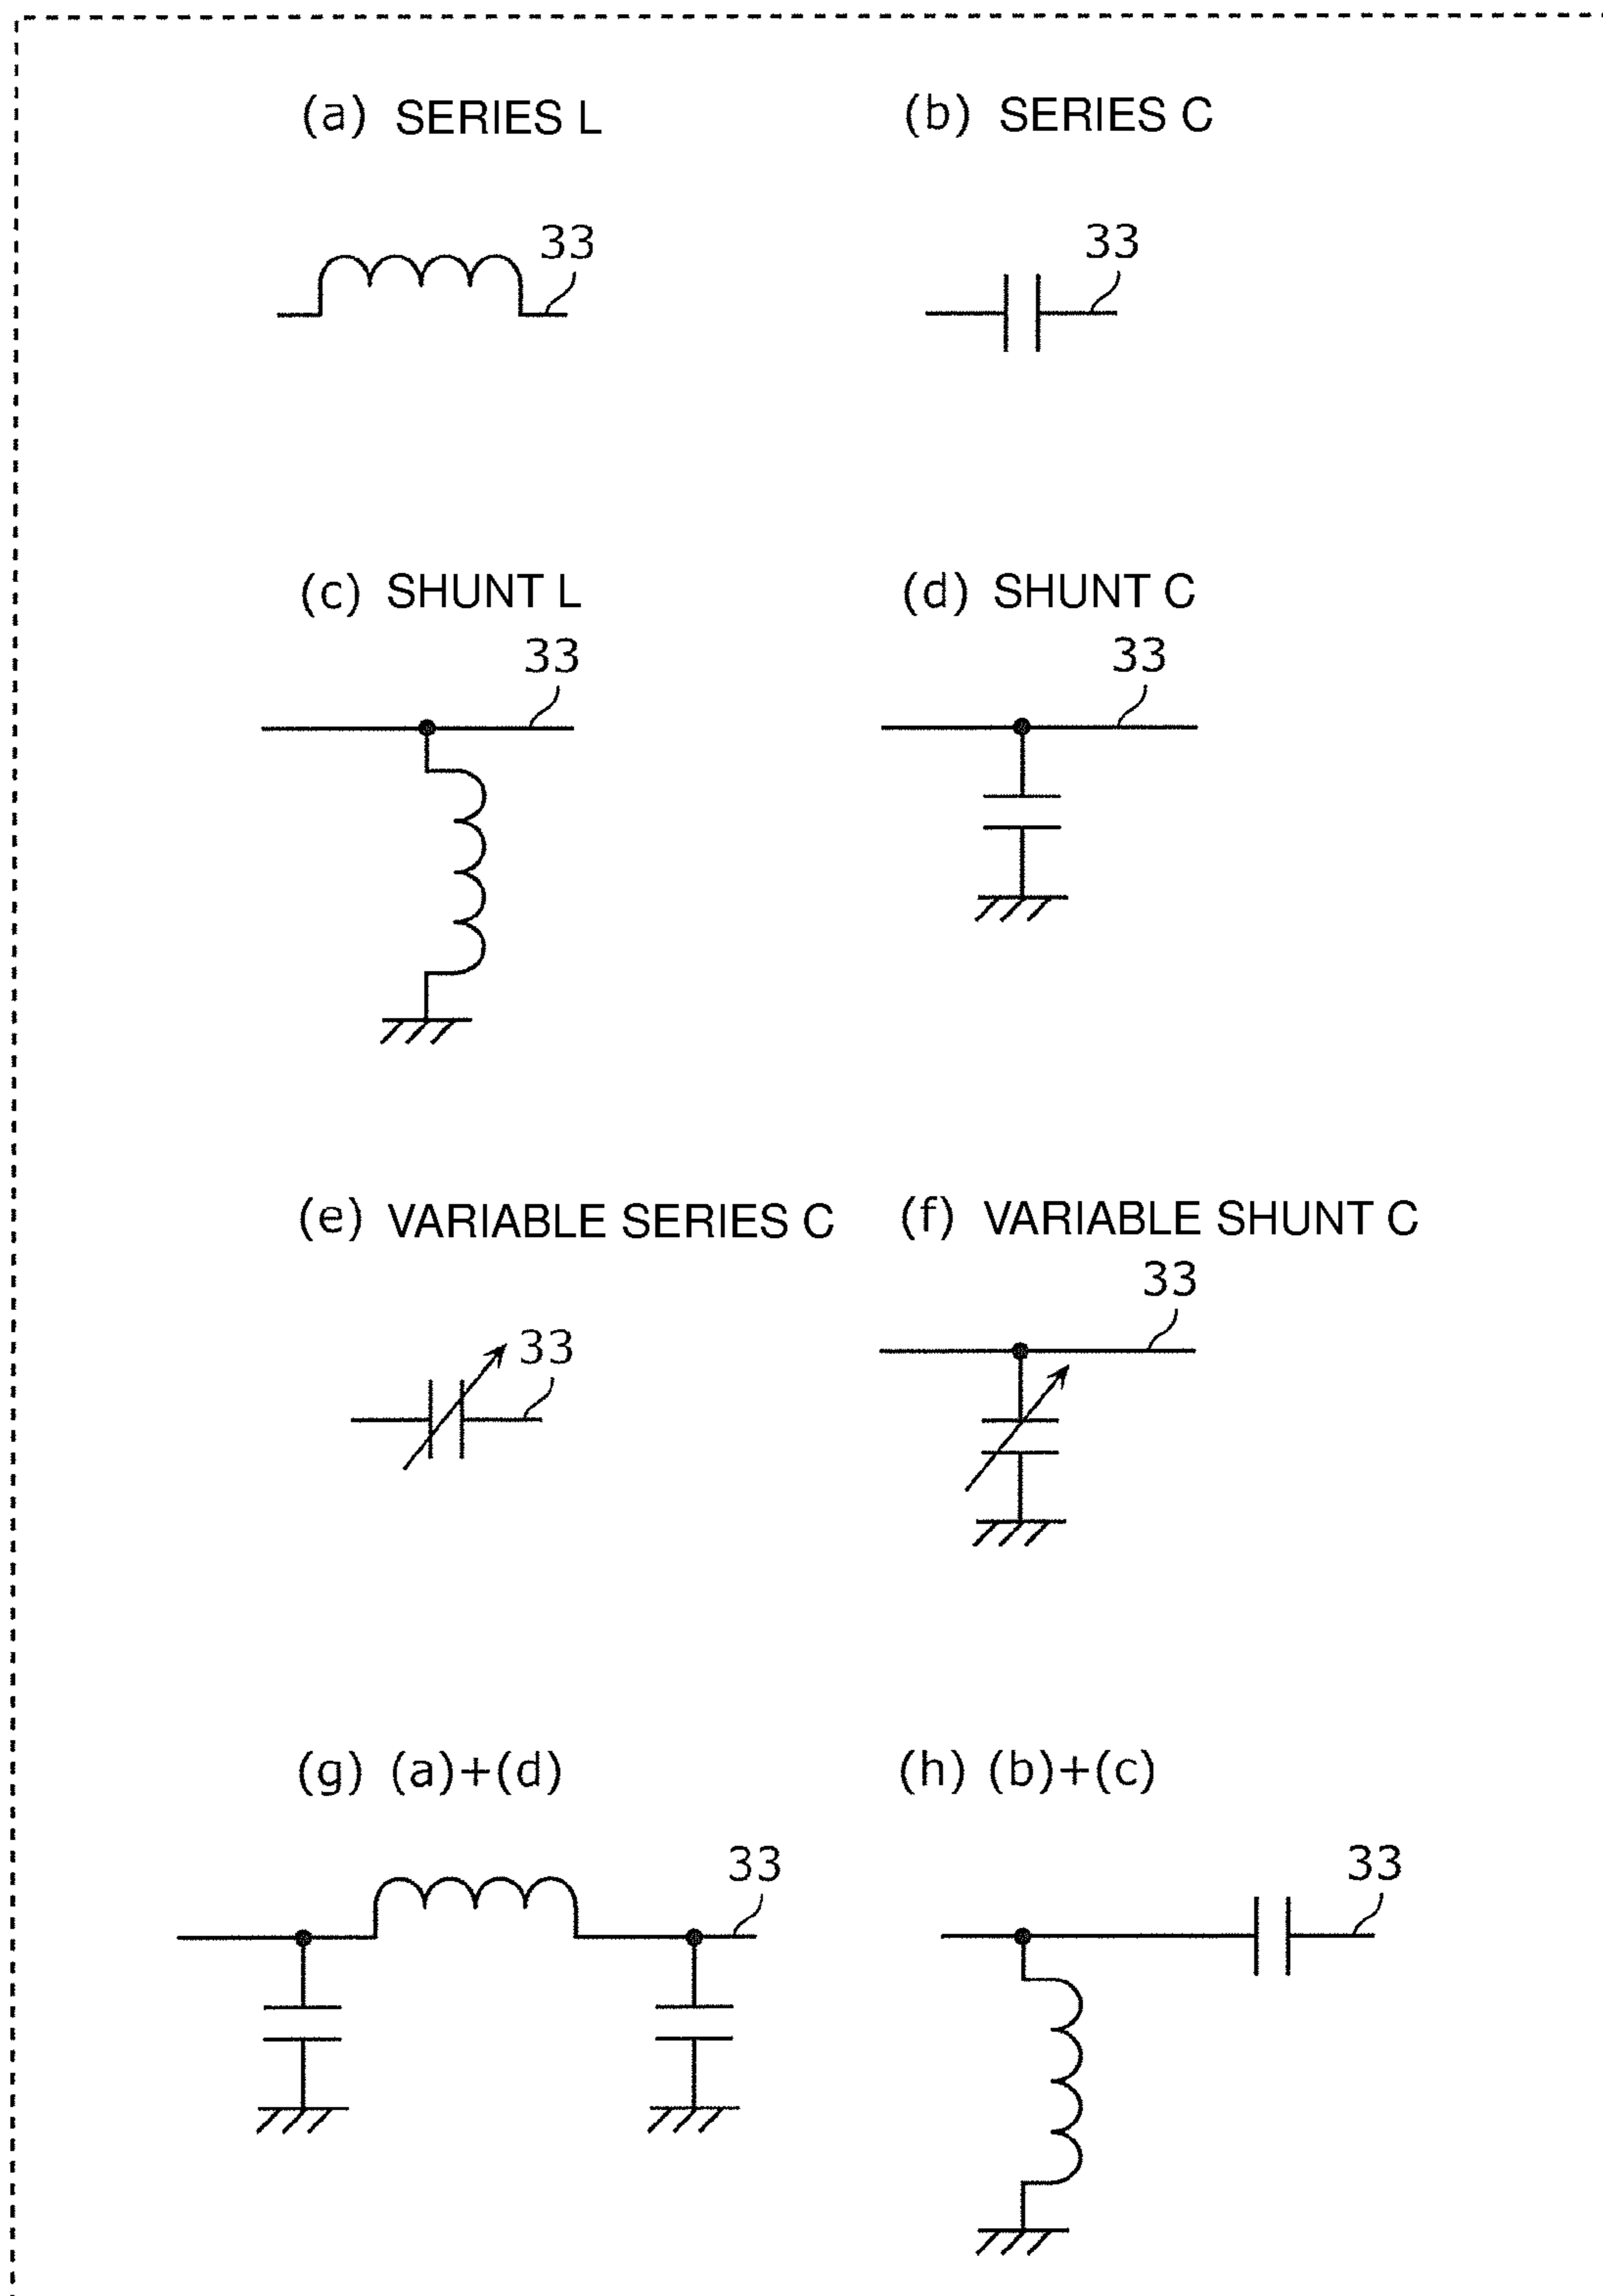 (a) SERIES L
(b) SERIES C
33
33
(c) SHUNT L
(d) SHUNT C
33
33
(e) VARIABLE SERIES C
(f) VARIABLE SHUNT C
33
33
(g) (a)+(d)
(h) (b)+(c)
33
33